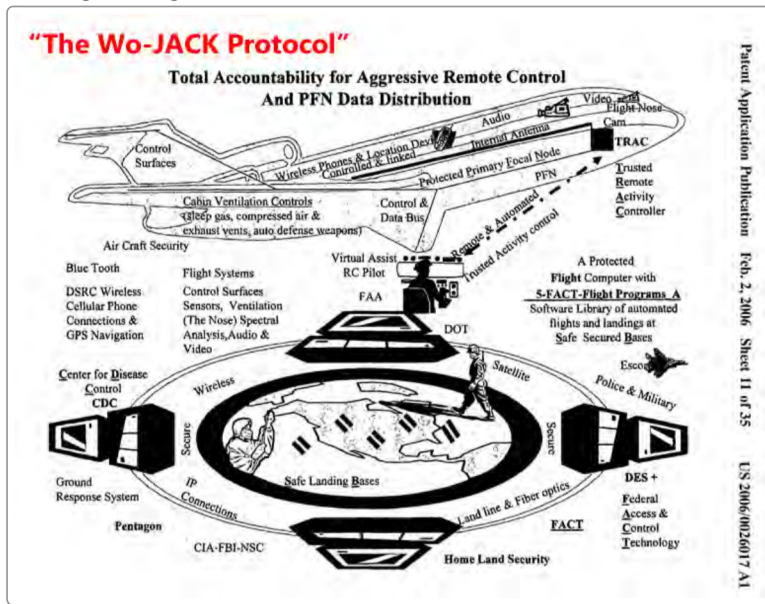 “The Wo-JACK Protocol”
Total Accountability for Aggressive Remote Control
And PFN Data Distribution
Video
Flight Nose
Cam
Audio
Internal Antenna
TRAC
Control
Surfaces
Wireless Phones & Location Devi
Controlled & linked
Protected Primary Focal Node
PFN
Trusted
Remote
Activity
Controller
Cabin Ventilation Controls
(sleep gas, compressed air &
exhaust vents, auto defense weapons)
Control &
Data Bus
Remote & Automated
Trusted Activity control
Air Craft Security
Blue Tooth
DSRC Wireless
Cellular Phone
Connections &
GPS Navigation
Flight Systems
Control Surfaces
Sensors, Ventilation
(The Nose) Spectral
Analysis,Audio &
Video
Virtual Assist
RC Pilot
FAA
DOT
A Protected
Flight Computer with
5-FACT-Flight Programs A
Software Library of automated
flights and landings at
Safe Secured Bases
Escor
Police & Military
Center for Disease
Control
CDC
Wireless
Satellite
Secure
Secure
Safe Landing Bases
Ground
Response System
IP
Connections
Land line & Fiber optics
DES +
Federal
Access &
Control
Technology
Pentagon
FACT
CIA-FBI-NSC
Home Land Security
Patent Application Publication Feb. 2, 2006 Sheet 11 of 35 US 2006/0026017 A1